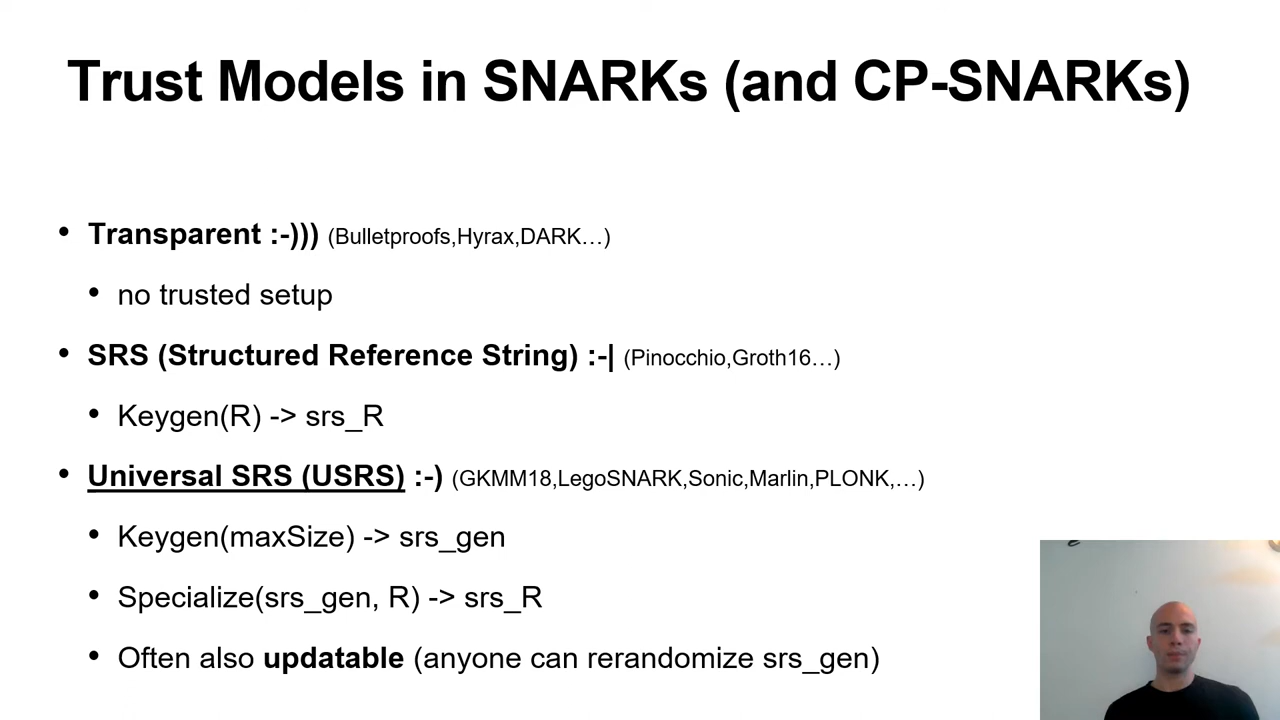 Trust Models in SNARKs (and CP-SNARKs)
• Transparent :-))) (Bulletproofs,Hyrax,DARK…)
• no trusted setup
• SRS (Structured Reference String) :-| (Pinocchio,Groth16…)
• Keygen(R) -> srs_R
• Universal SRS (USRS) :-) (GKMM18,LegoSNARK,Sonic,Marlin,PLONK,…)
• Keygen(maxSize) -> srs_gen
• Specialize(srs_gen, R) -> srs_R
• Often also updatable (anyone can rerandomize srs_gen)